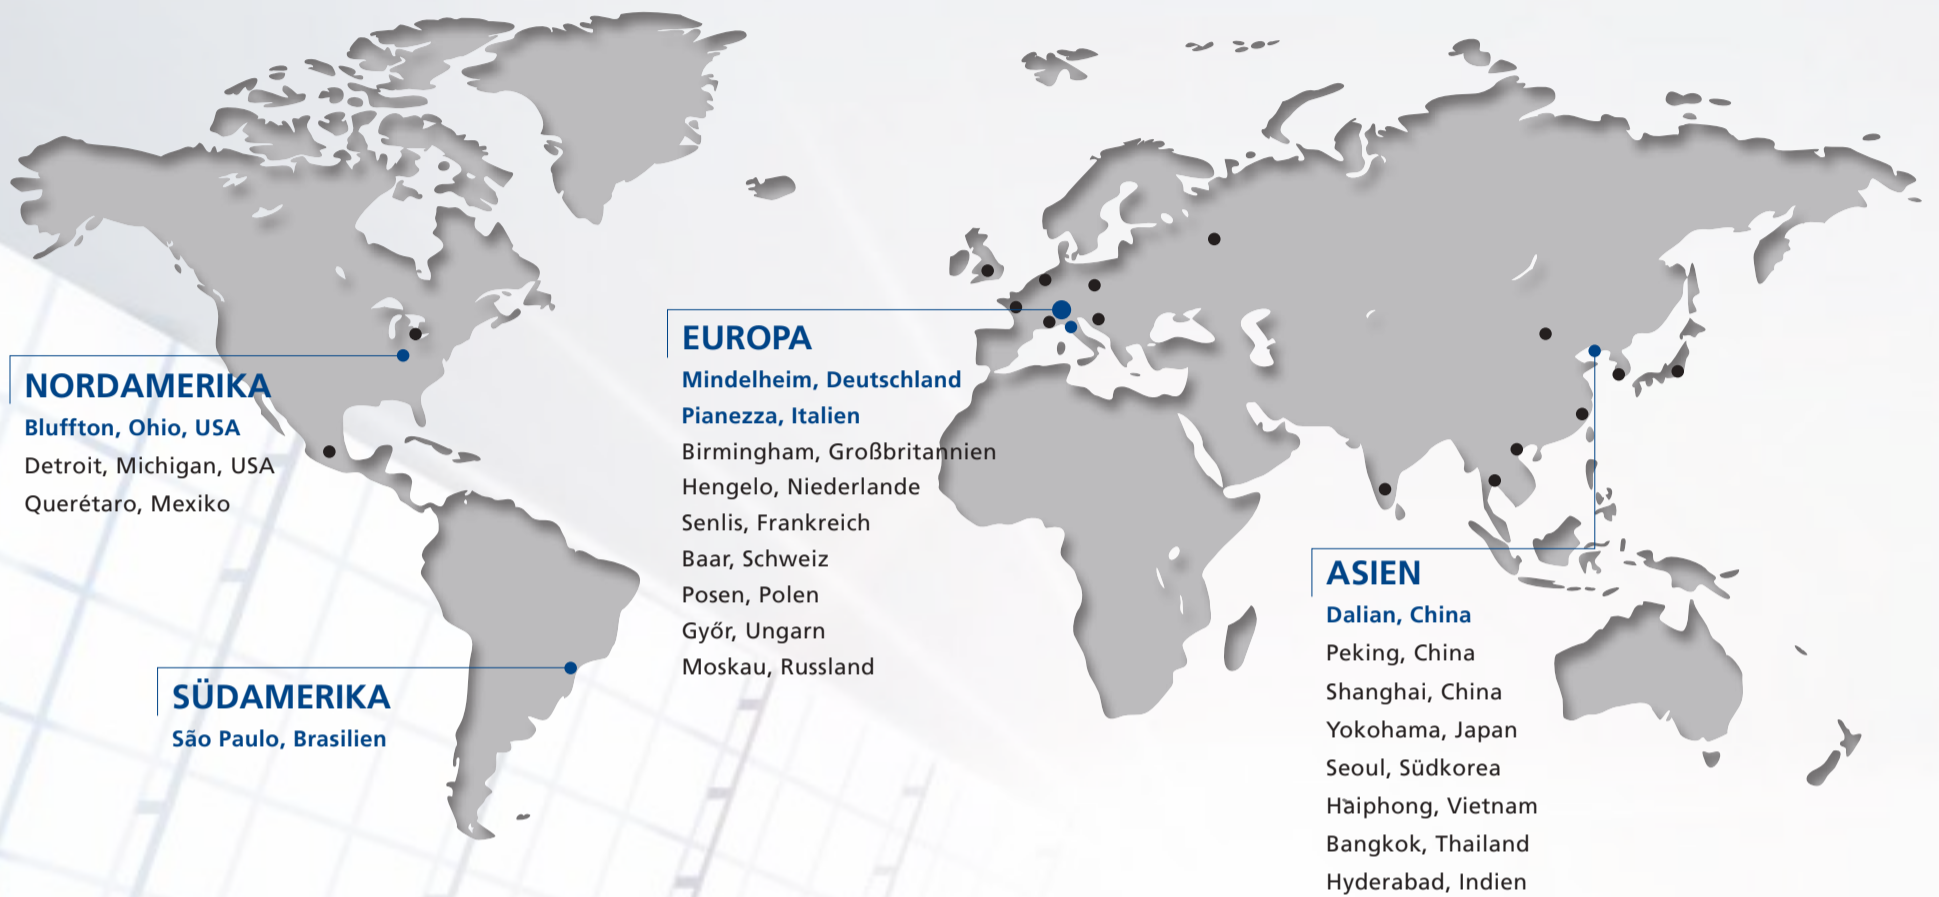 NORDAMERIKA
Bluffton, Ohio, USA
Detroit, Michigan, USA
Querétaro, Mexiko
SÜDAMERIKA
São Paulo, Brasilien
EUROPA
Mindelheim, Deutschland
Pianezza, Italien
Birmingham, Großbritannien
Hengelo, Niederlande
Senlis, Frankreich
Baar, Schweiz
Posen, Polen
Győr, Ungarn
Moskau, Russland
ASIEN
Dalian, China
Peking, China
Shanghai, China
Yokohama, Japan
Seoul, Südkorea
Haiphong, Vietnam
Bangkok, Thailand
Hyderabad, Indien